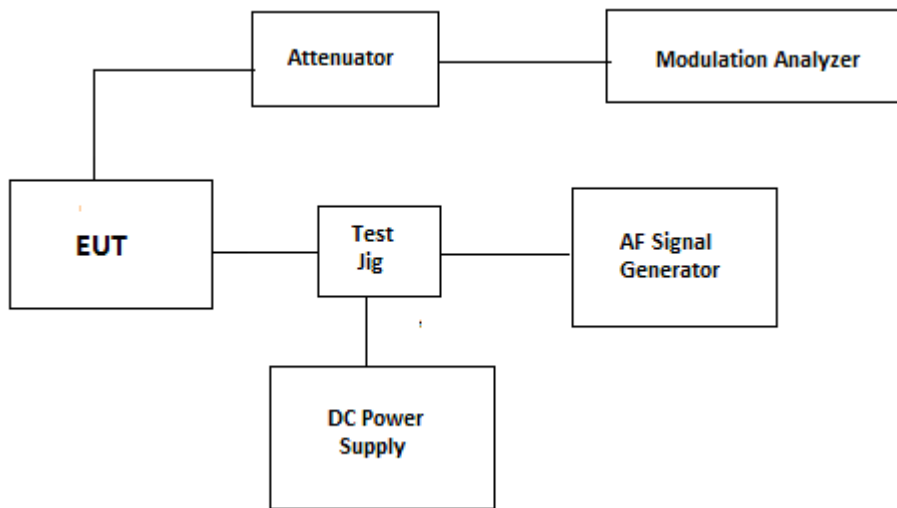 Attenuator
Modulation Analyzer
EUT
Test
Jig
AF Signal
Generator
DC Power
Supply